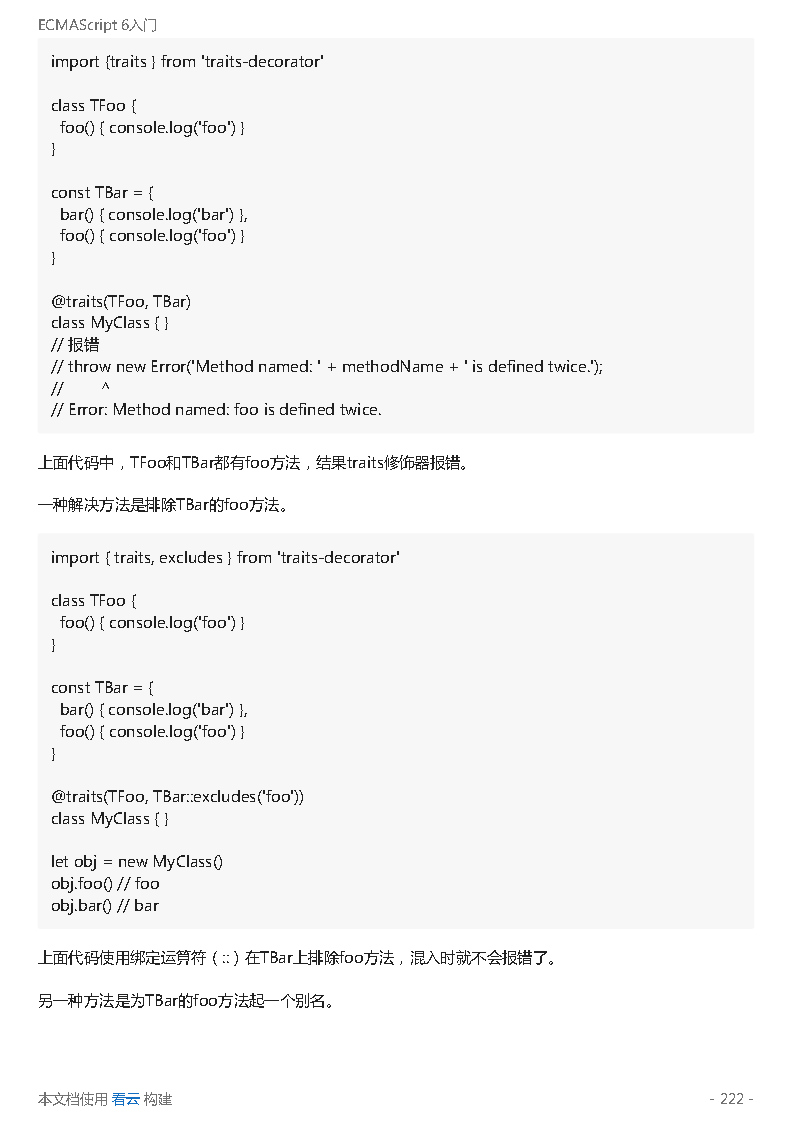 ECMAScript 6入门
import {traits } from 'traits-decorator'
class TFoo {
foo() { console.log('foo') }
}
const TBar = {
bar() { console.log('bar') },
foo() { console.log('foo') }
}
@traits(TFoo, TBar)
class MyClass { }
// 报错
// throw new Error('Method named: ' + methodName + ' is defined twice.');
//        ^
// Error: Method named: foo is defined twice.
上面代码中，TFoo和TBar都有foo方法，结果traits修饰器报错。
一种解决方法是排除TBar的foo方法。
import { traits, excludes } from 'traits-decorator'
class TFoo {
foo() { console.log('foo') }
}
const TBar = {
bar() { console.log('bar') },
foo() { console.log('foo') }
}
@traits(TFoo, TBar::excludes('foo'))
class MyClass { }
let obj = new MyClass()
obj.foo() // foo
obj.bar() // bar
上面代码使用绑定运算符（::）在TBar上排除foo方法，混入时就不会报错了。
另一种方法是为TBar的foo方法起一个别名。
本文档使用 看云 构建
- 222 -